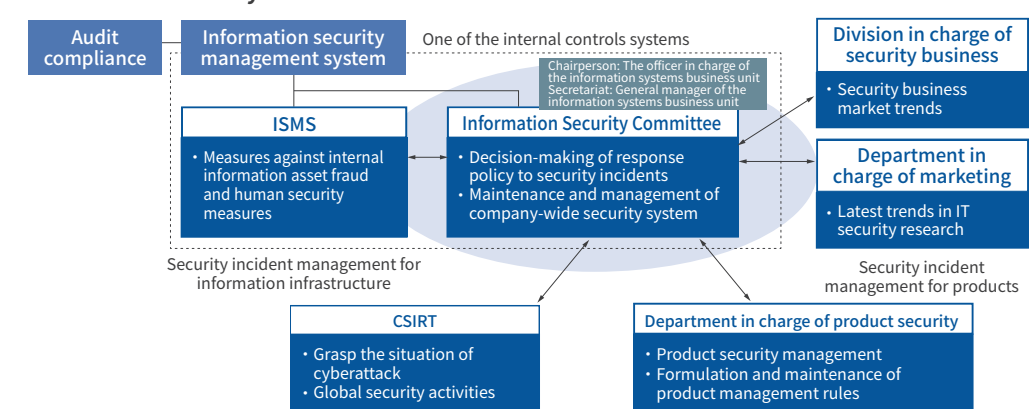 Audit
compliance
Information security
management system
One of the internal controls systems
Chairperson: The officer in charge of
the information systems business unit
Secretariat: General manager of the
information systems business unit
Division in charge of
security business
・Security business
market trends
ISMS
・Measures against internal
information asset fraud
and human security
measures
Information Security Committee
・Decision-making of response
policy to security incidents
・Maintenance and management of
company-wide security system
Department in
charge of marketing
・Latest trends in IT
security research
Security incident management for
information infrastructure
Security incident
management for products
CSIRT
・Grasp the situation of
cyberattack
・Global security activities
Department in charge of product security
・Product security management
・Formulation and maintenance of
product management rules